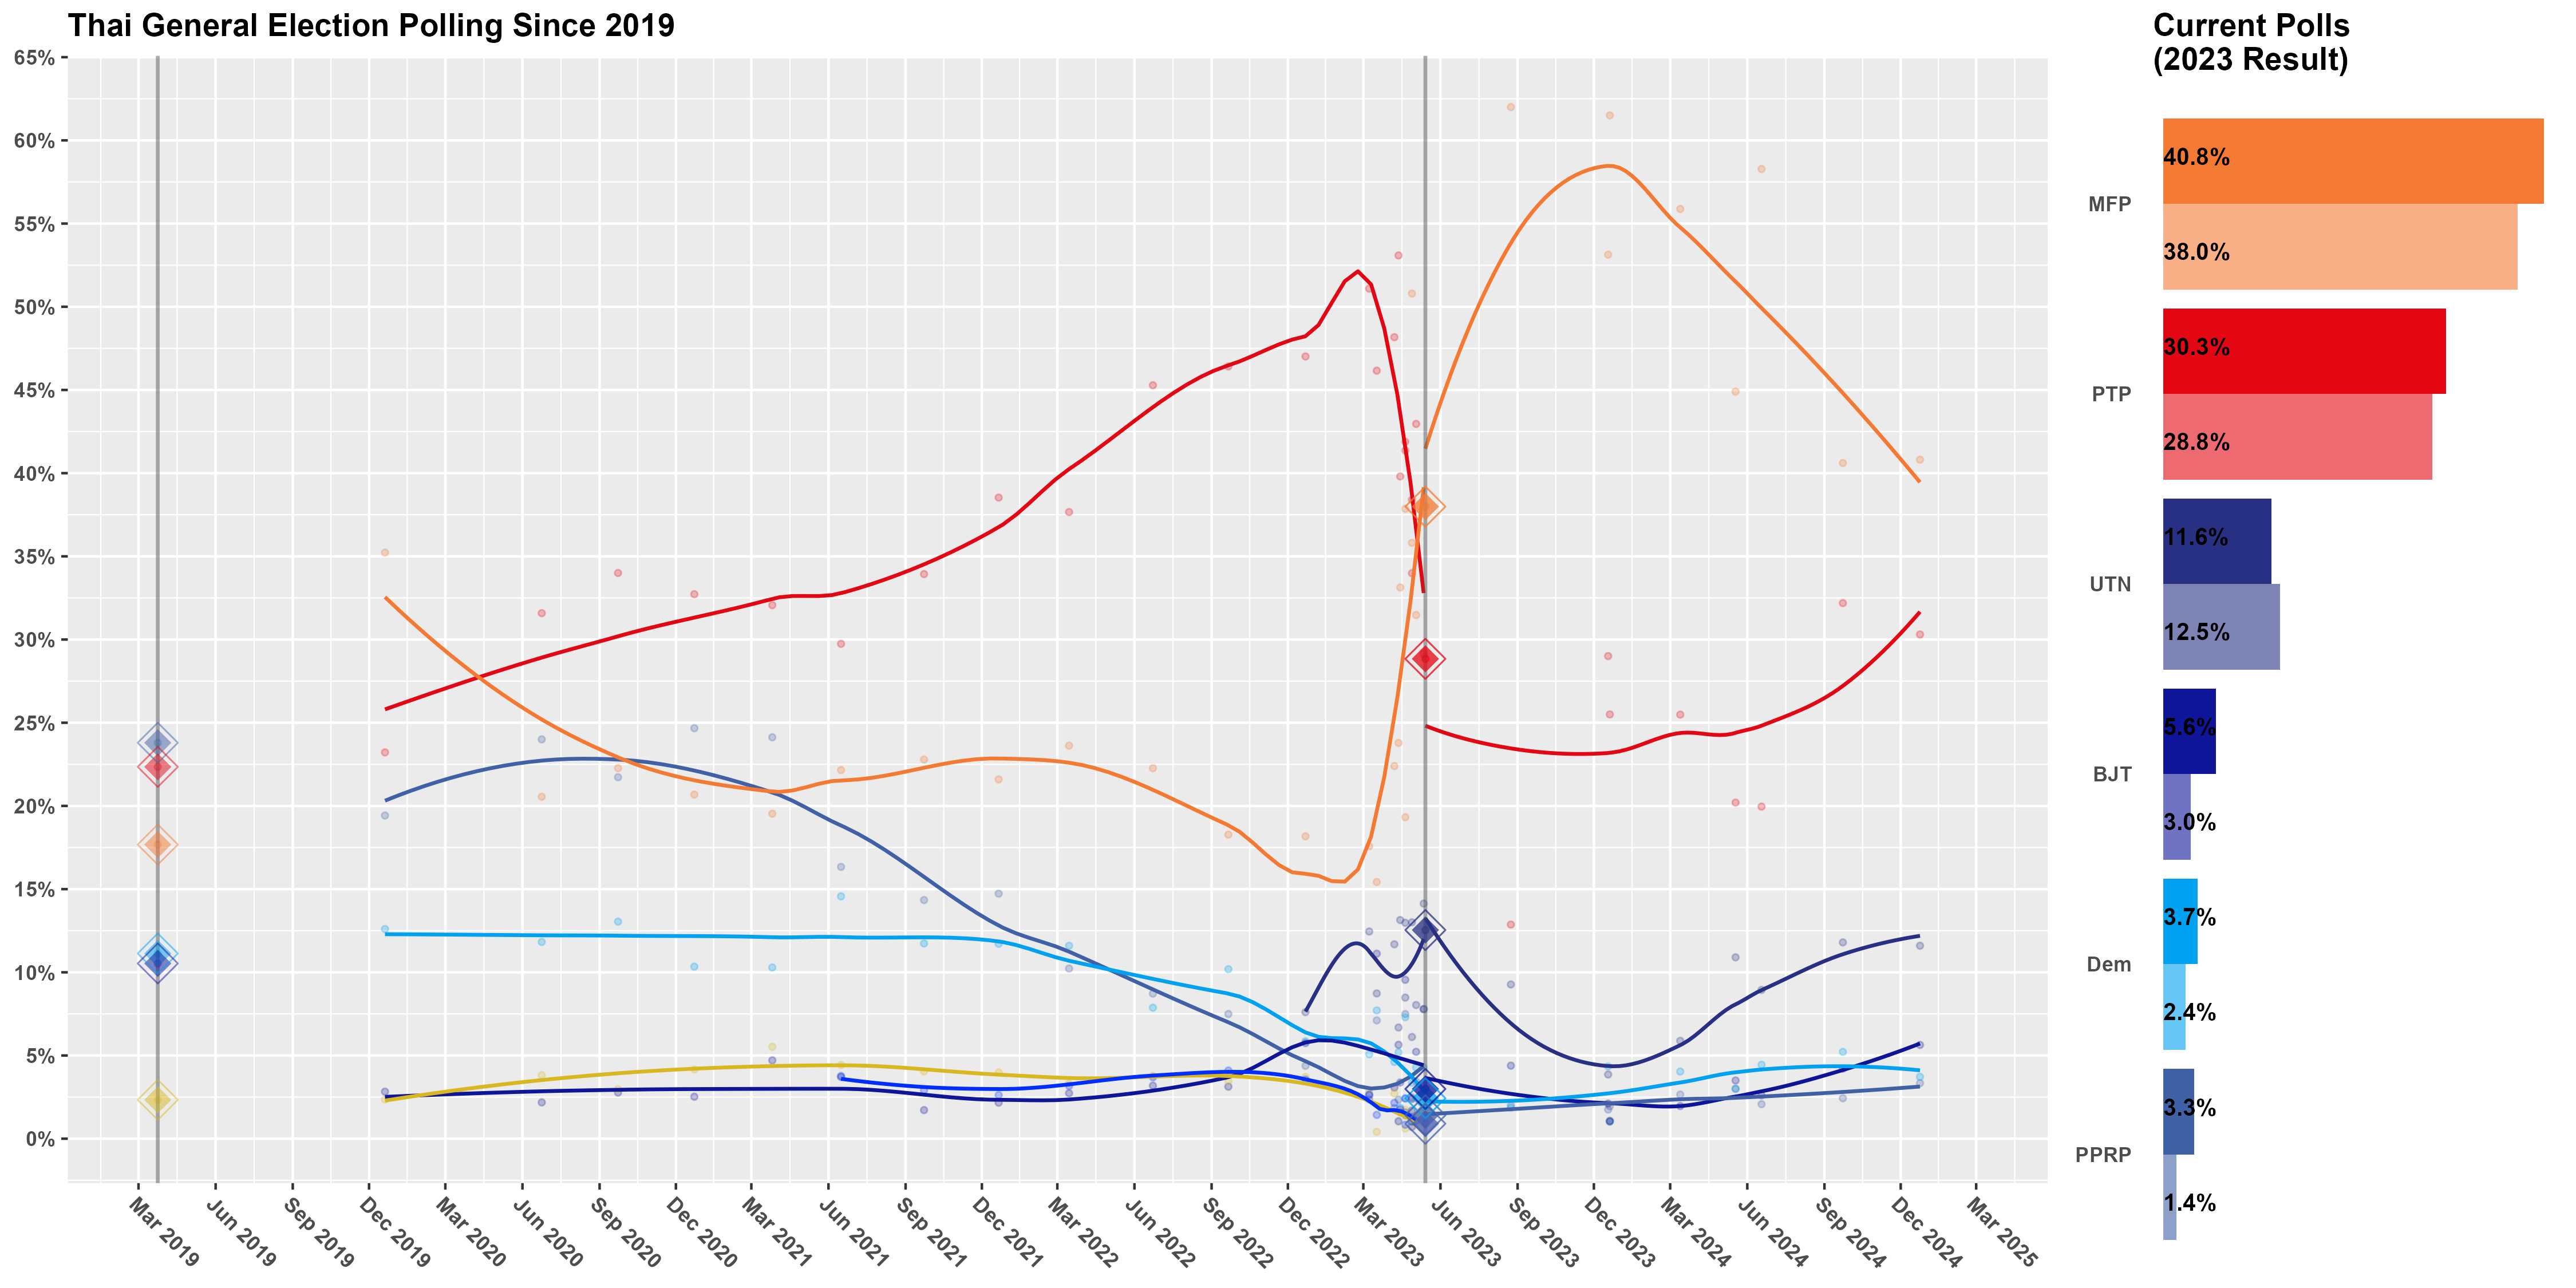 Thai General Election Polling Since 2019
65%
60%
55%
50%
45%
40%
35%
30%
25%
20%
15%
10%
5%
0%
Mar 2019
Jun 2019
Sep 2019
Dec 2019
Mar 2020
Jun 2020
Sep 2020
Dec 2020
Mar 2021
Jun 2021
Sep 2021
Dec 2021
Mar 2022
Jun 2022
Sep 2022
Dec 2022
Mar 2023
Jun 2023
Sep 2023
Dec 2023
Mar 2024
Jun 2024
Sep 2024
Dec 2024
Mar 2025
Current Polls
(2023 Result)
MFP
40.8%
38.0%
PTP
30.3%
28.8%
UTN
11.6%
12.5%
BJT
5.6%
3.0%
Dem
3.7%
2.4%
PPRP
3.3%
1.4%